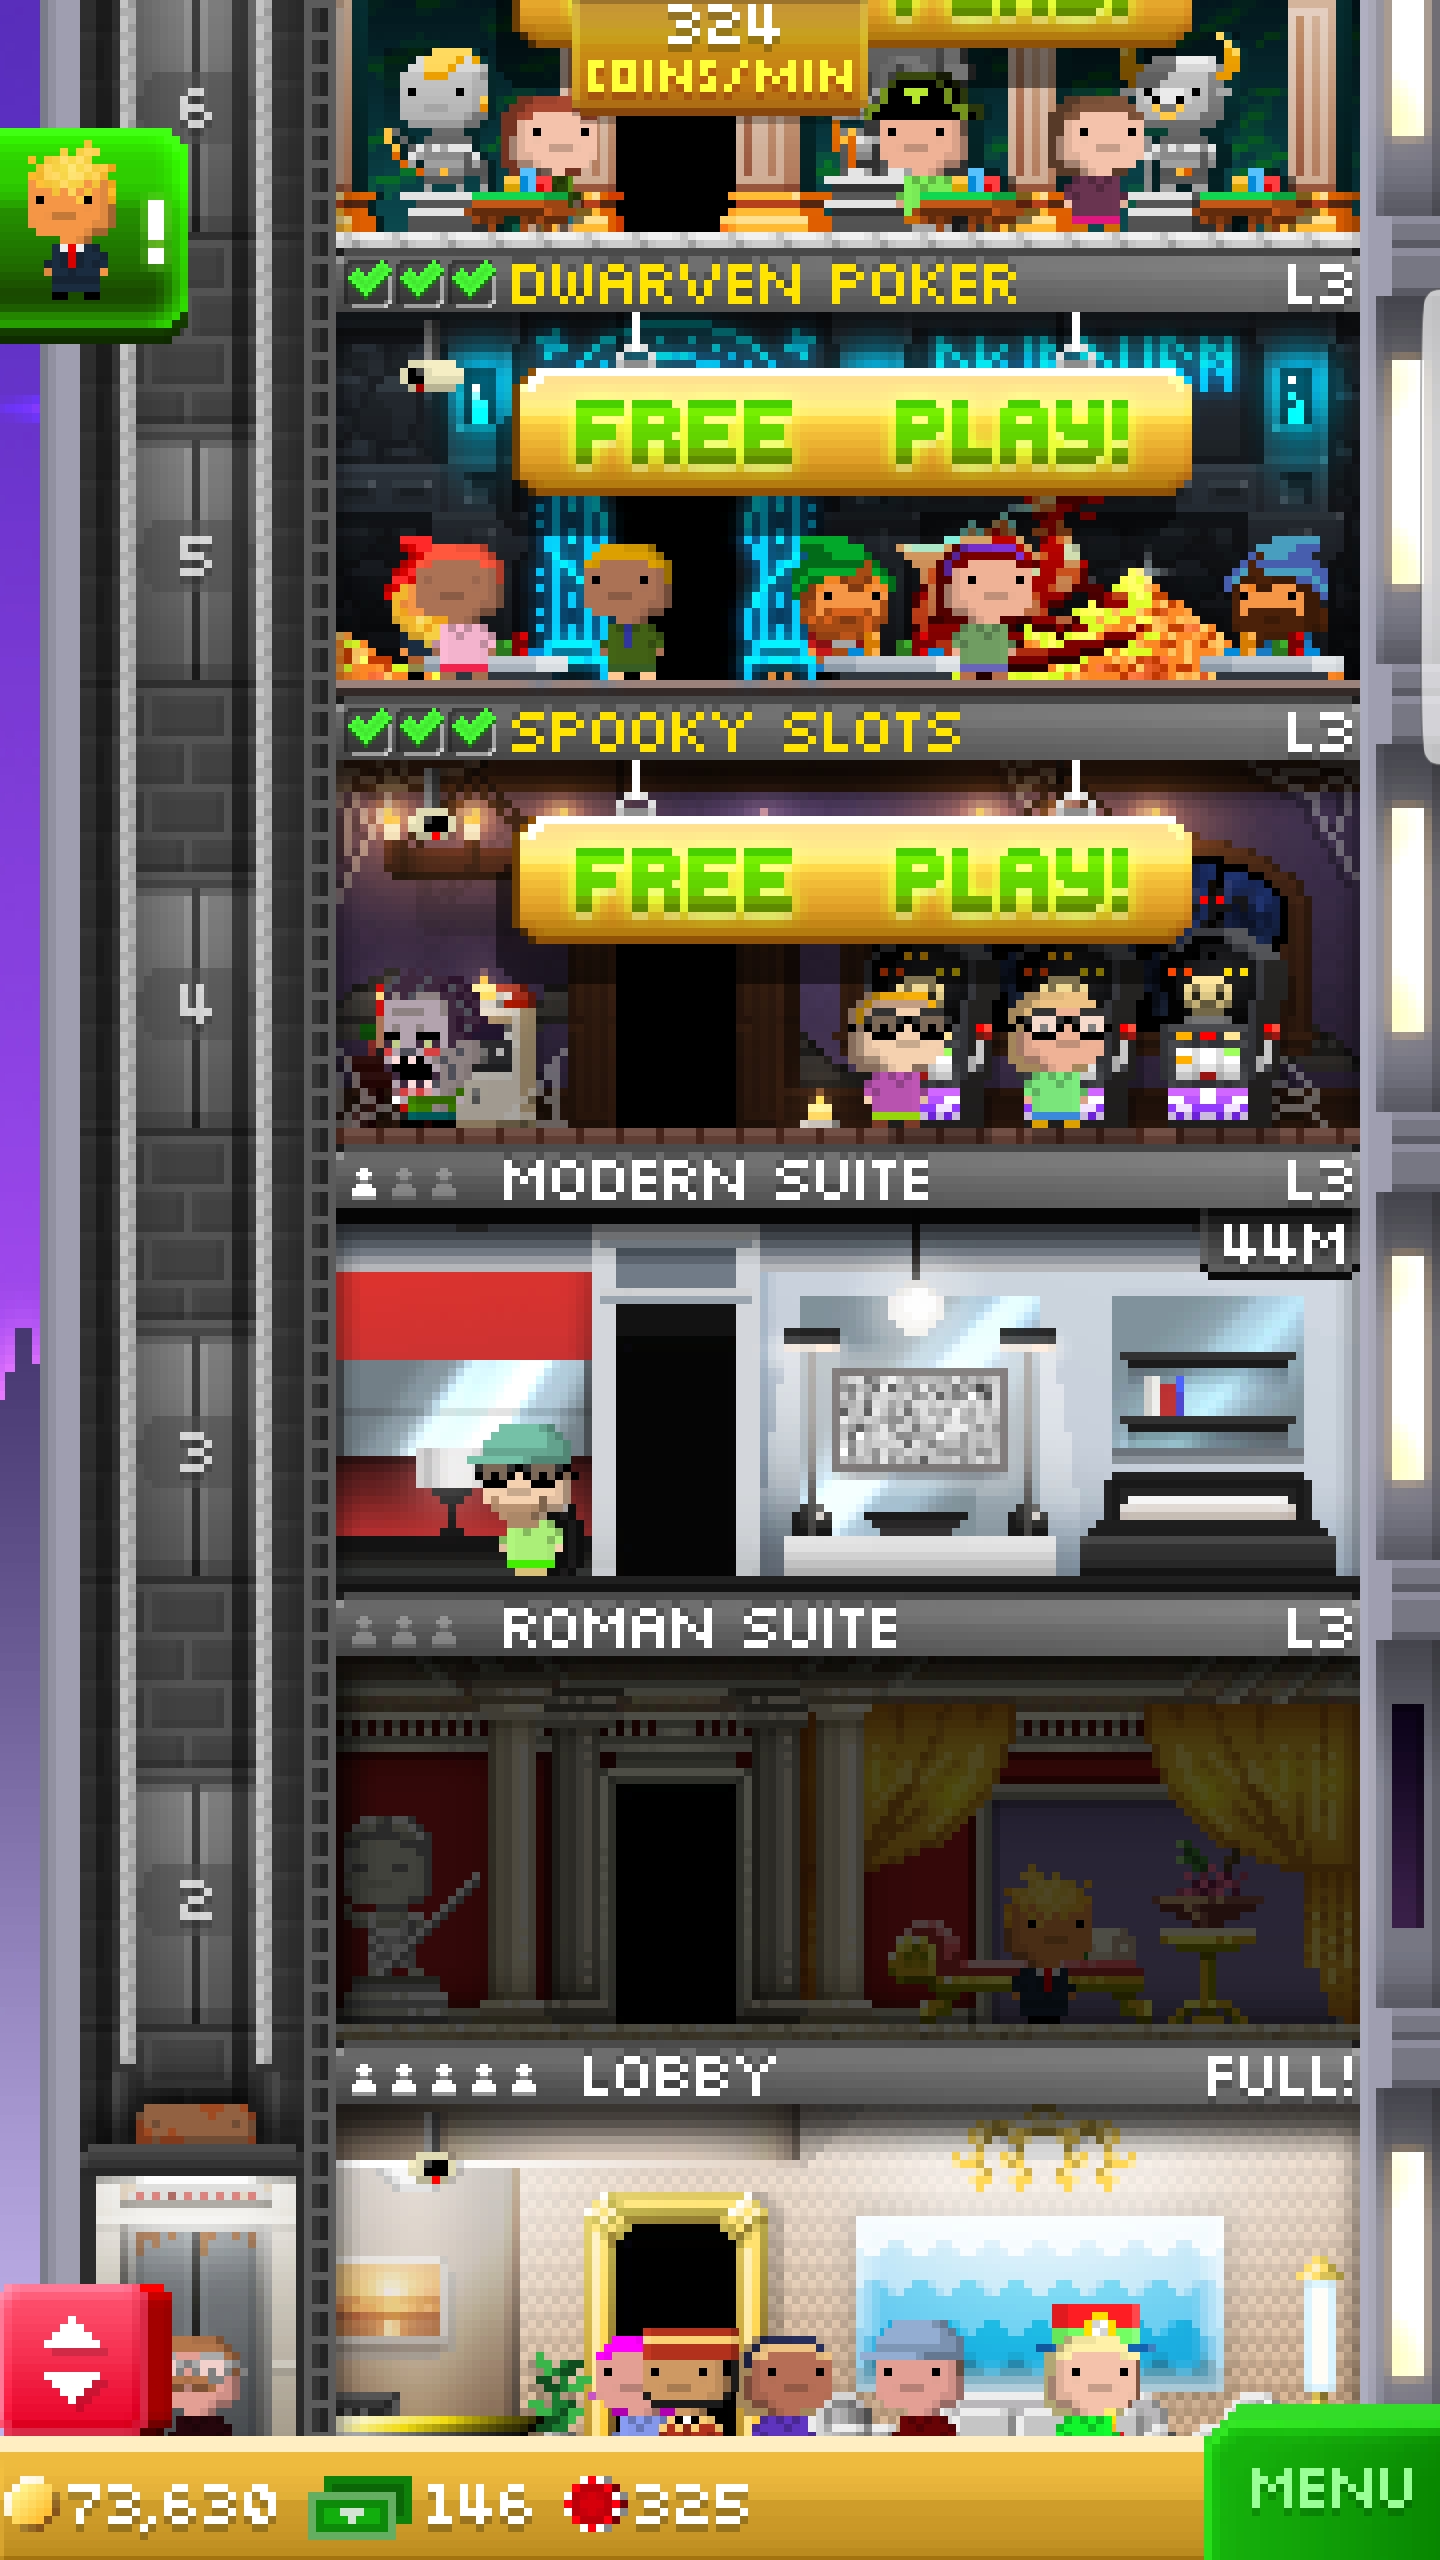 324
COINS/MIN
6
!
DWARVEN POKER L3
FREE PLAY!
5
SPOOKY SLOTS L3
FREE PLAY!
4
MODERN SUITE L3
44M
3
ROMAN SUITE L3
2
LOBBY FULL!
73,630 146 325 MENU